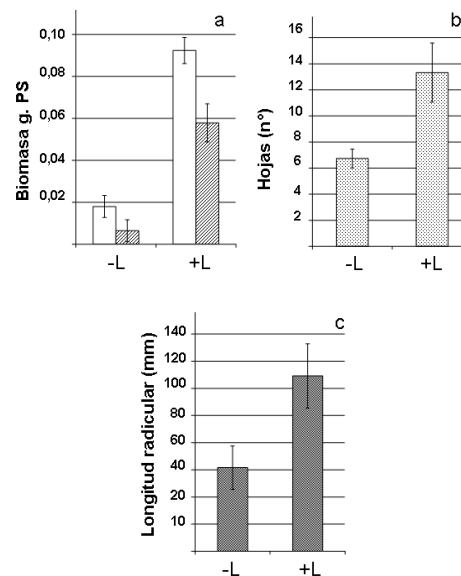 a
0,10
0,08
0,06
0,04
0,02
Biomasa g. PS
-L
+L
b
16
14
12
10
8
6
4
2
Hojas (n°)
-L
+L
c
140
120
100
80
60
40
20
10
Longitud radicular (mm)
-L
+L